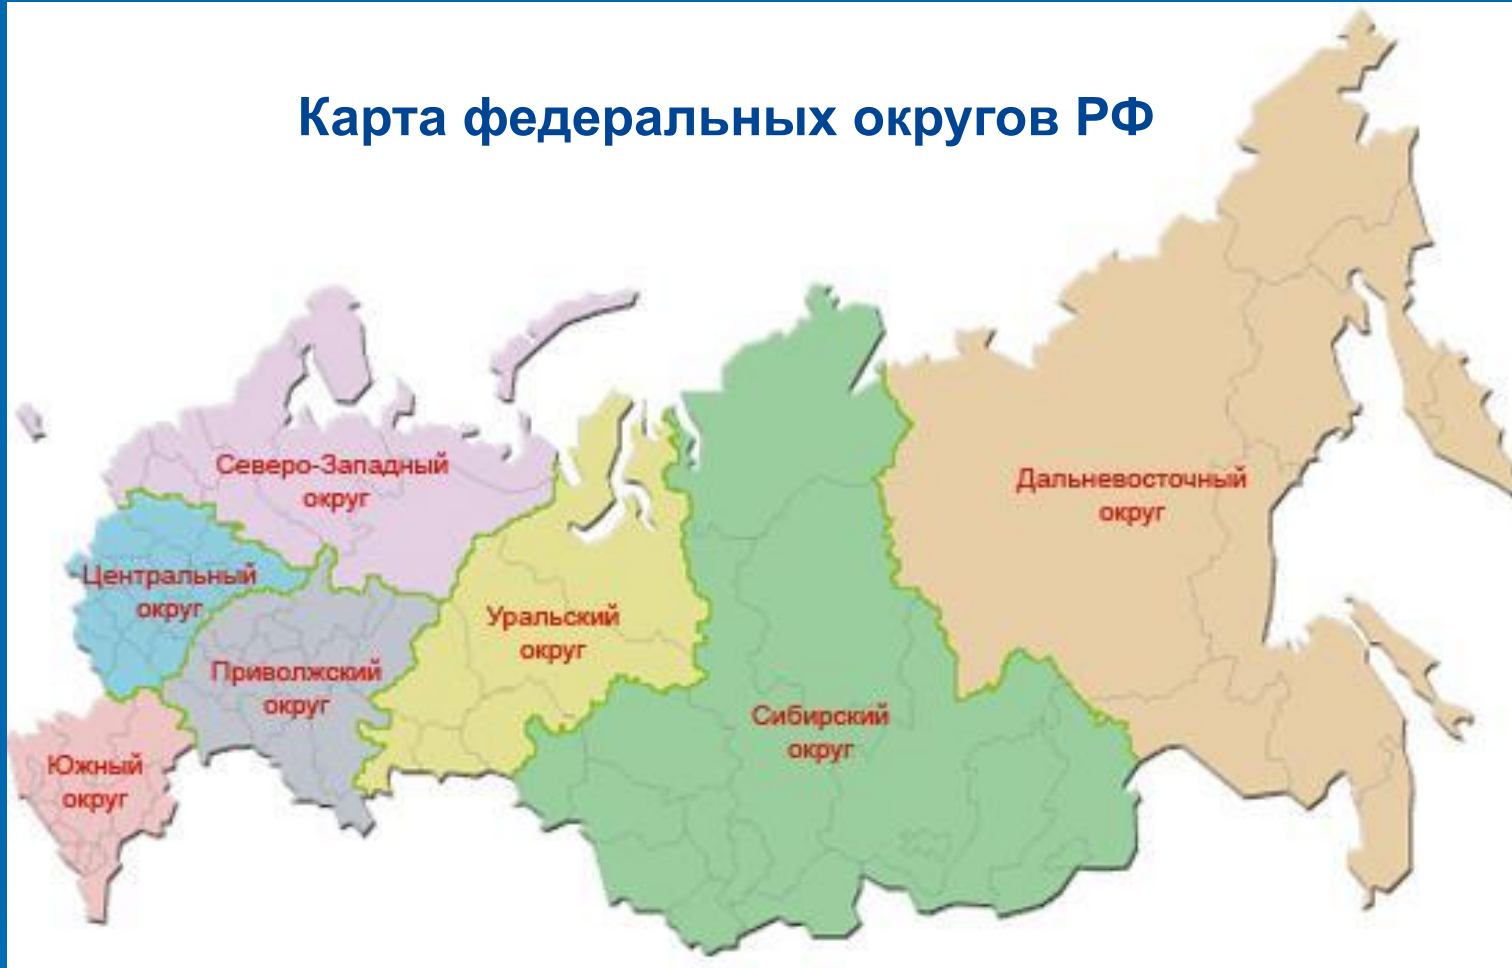 Карта федеральных округов РФ
Северо-Западный
округ
Дальневосточный
округ
Центральный
округ
Уральский
округ
Приволжский
округ
Сибирский
округ
Южный
округ